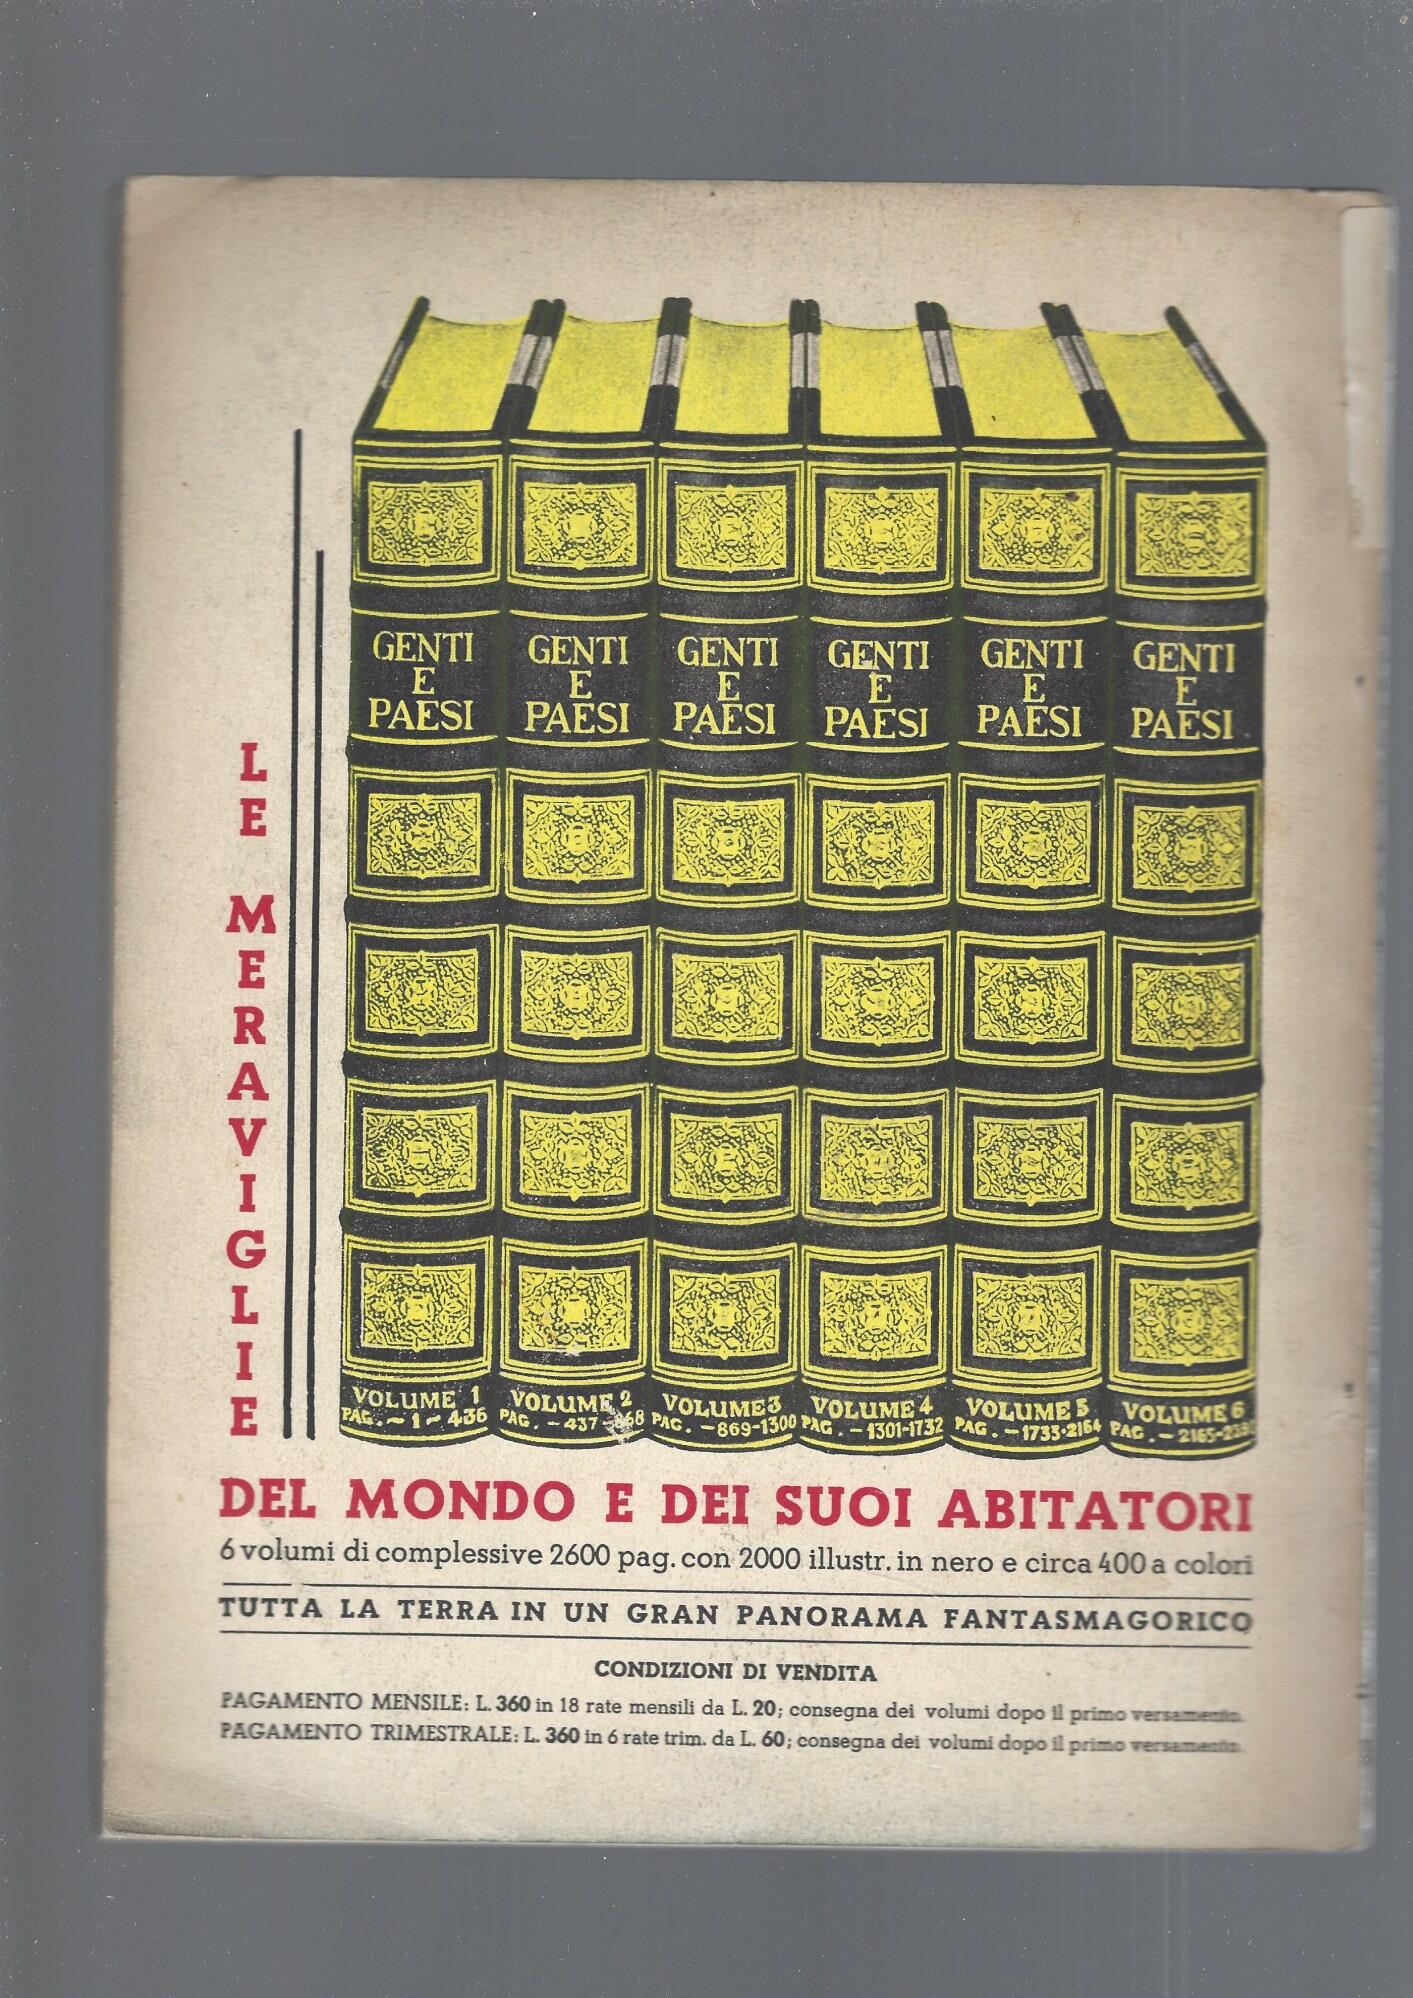 GENTI
E
PAESI
GENTI
E
PAESI
GENTI
E
PAESI
GENTI
E
PAESI
GENTI
E
PAESI
GENTI
E
PAESI
VOLUME 1
PAG. - 1 - 436
VOLUME 2
PAG. - 437-868
VOLUME 3
PAG. - 869-1300
VOLUME 4
PAG. - 1301-1732
VOLUME 5
PAG. - 1733-2164
VOLUME 6
PAG. - 2165-
LE MERAVIGLIE
DEL MONDO E DEI SUOI ABITATORI
6 volumi di complessive 2600 pag. con 2000 illustr. in nero e circa 400 a colori
TUTTA LA TERRA IN UN GRAN PANORAMA FANTASMAGORICO
CONDIZIONI DI VENDITA
PAGAMENTO MENSILE: L. 360 in 18 rate mensili da L. 20; consegna dei volumi dopo il primo versamento.
PAGAMENTO TRIMESTRALE: L. 360 in 6 rate trim. da L. 60; consegna dei volumi dopo il primo versamento.